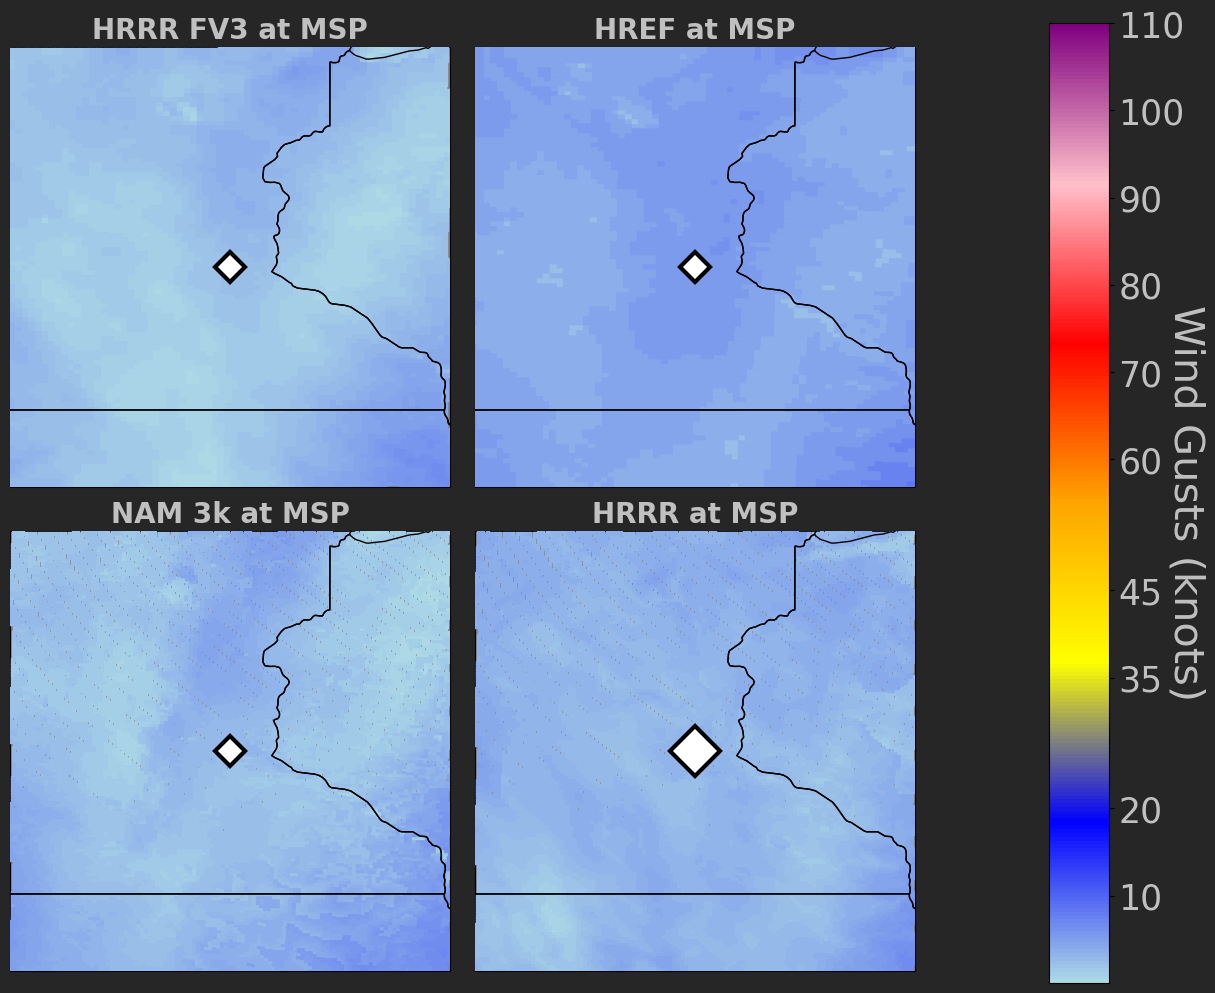 HRRR FV3 at MSP
HREF at MSP
NAM 3k at MSP
HRRR at MSP
110
100
90
80
70
60
45
35
20
10
Wind Gusts (knots)